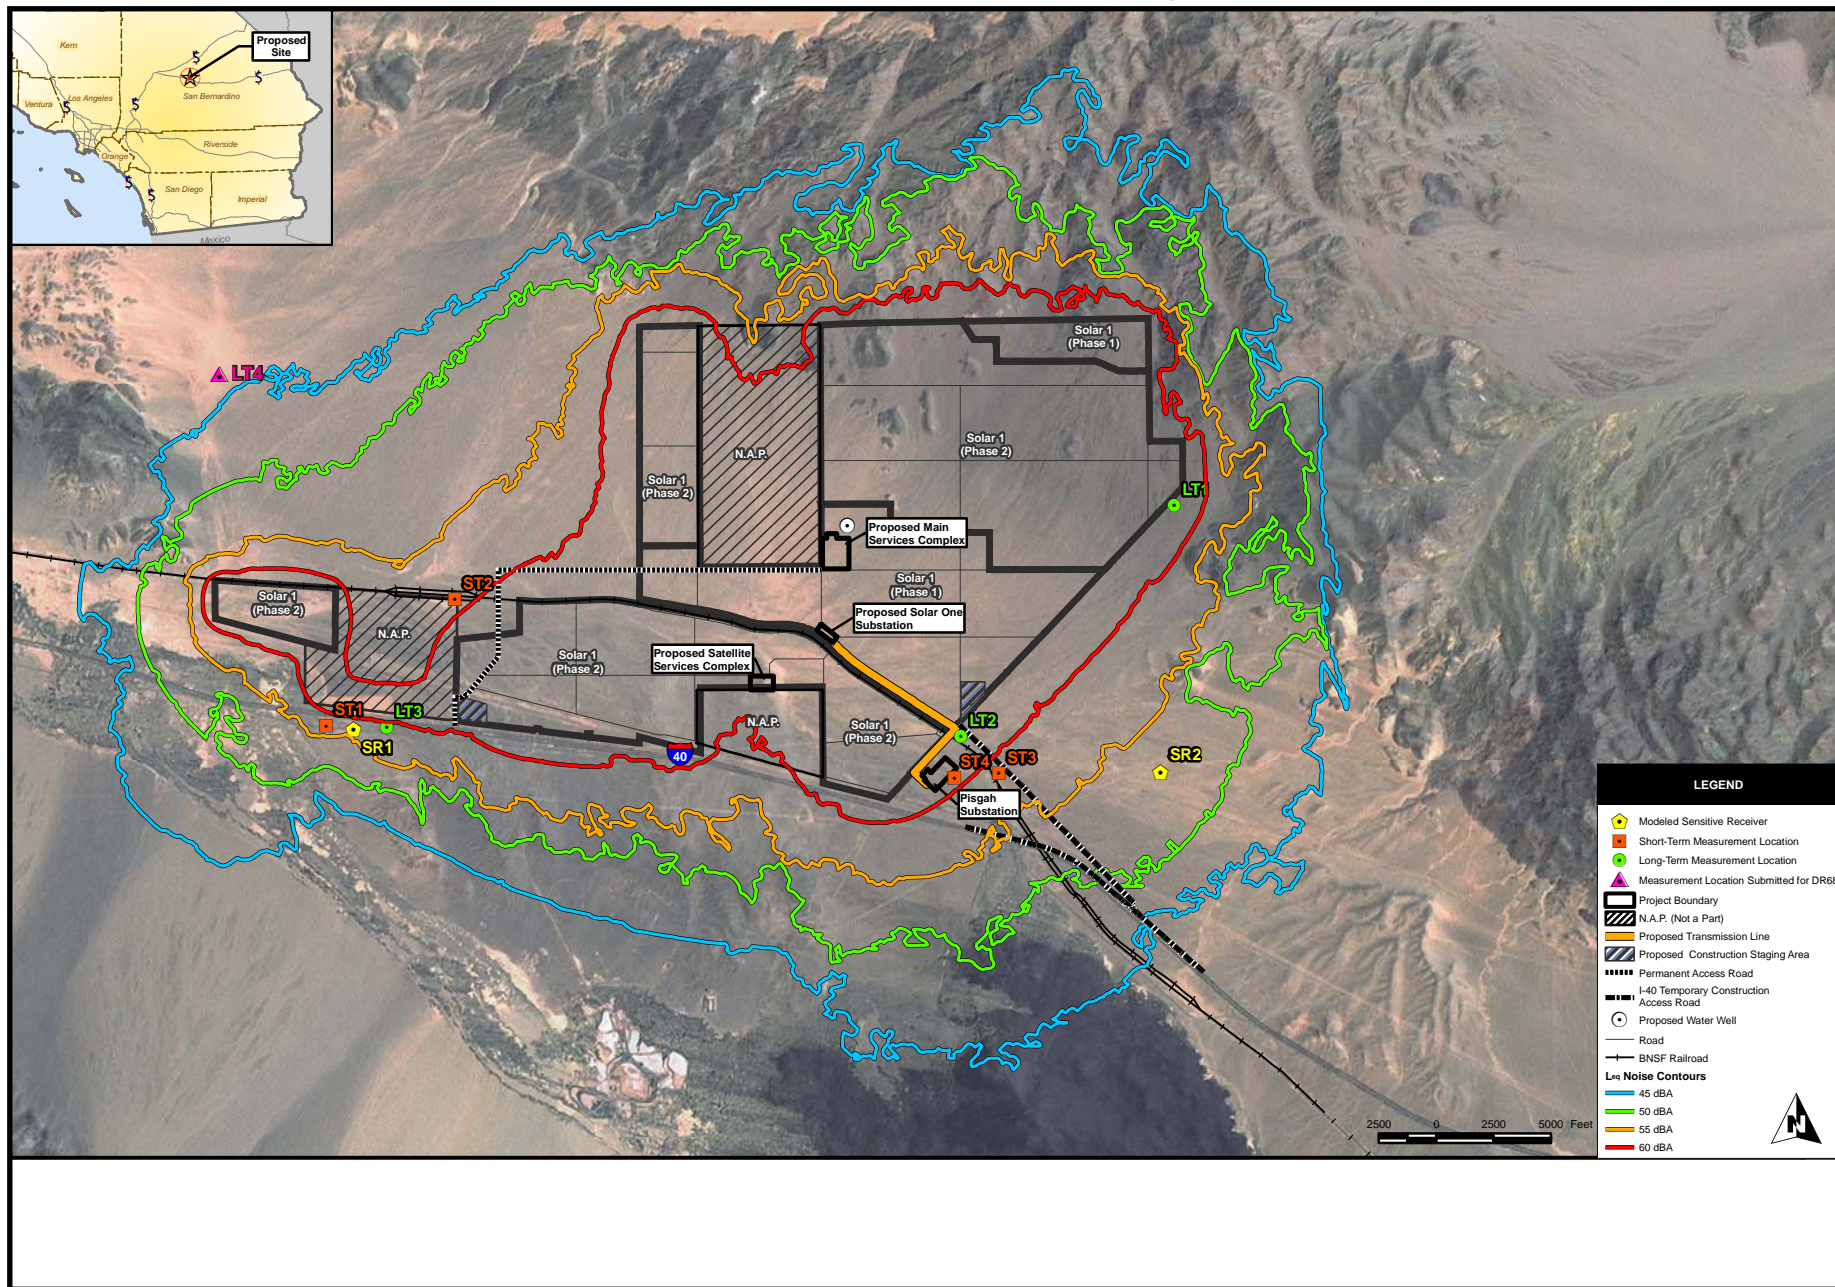 Kern
Proposed
Site
Ventura
Los Angeles
San Bernardino
Orange
Riverside
San Diego
Imperial
Mexico
LT4
Solar 1
(Phase 1)
N.A.P.
Solar 1
(Phase 2)
Solar 1
(Phase 2)
LT1
Proposed Main
Services Complex
Solar 1
(Phase 1)
ST2
Solar 1
(Phase 2)
N.A.P.
Proposed Solar One
Substation
Proposed Satellite
Services Complex
Solar 1
(Phase 2)
ST1
LT3
SR1
40
N.A.P.
Solar 1
(Phase 2)
LT2
ST4
ST3
SR2
Pisgah
Substation
LEGEND
Modeled Sensitive Receiver
Short-Term Measurement Location
Long-Term Measurement Location
Measurement Location Submitted for DR68
Project Boundary
N.A.P. (Not a Part)
Proposed Transmission Line
Proposed Construction Staging Area
Permanent Access Road
I-40 Temporary Construction
Access Road
Proposed Water Well
Road
BNSF Railroad
Leq Noise Contours
45 dBA
50 dBA
55 dBA
60 dBA
2500 0 2500 5000 Feet
N